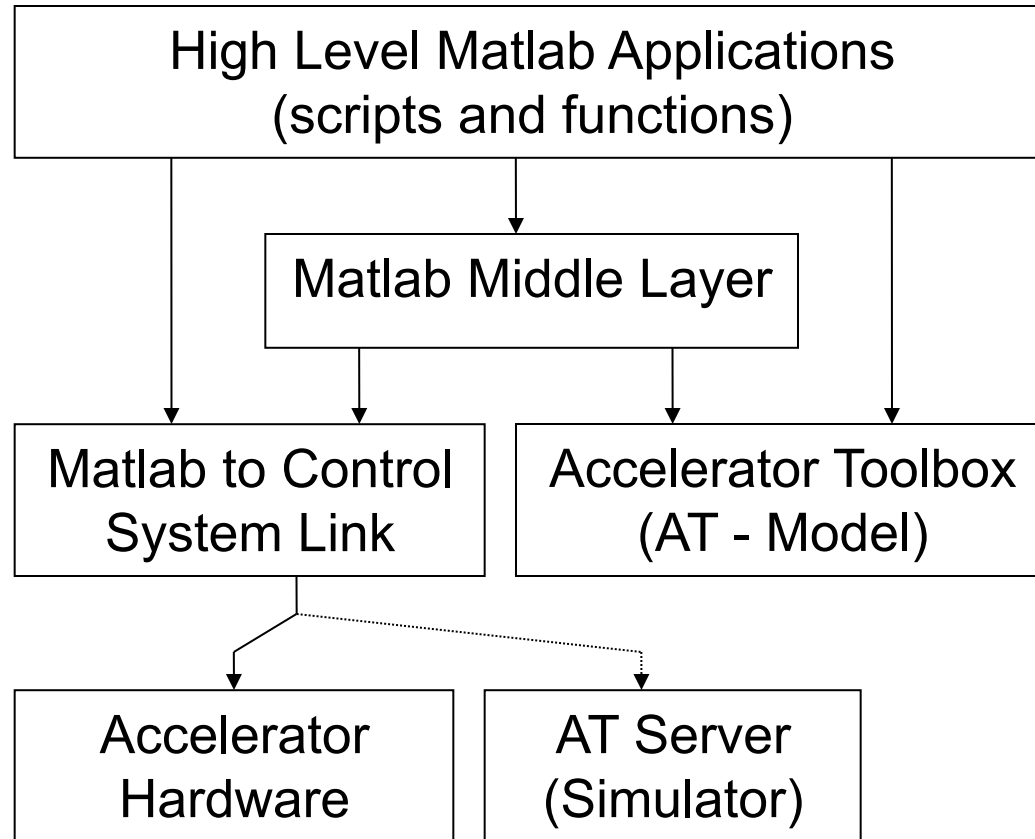 High Level Matlab Applications
(scripts and functions)
Matlab Middle Layer
Matlab to Control
System Link
Accelerator Toolbox
(AT - Model)
Accelerator
Hardware
AT Server
(Simulator)